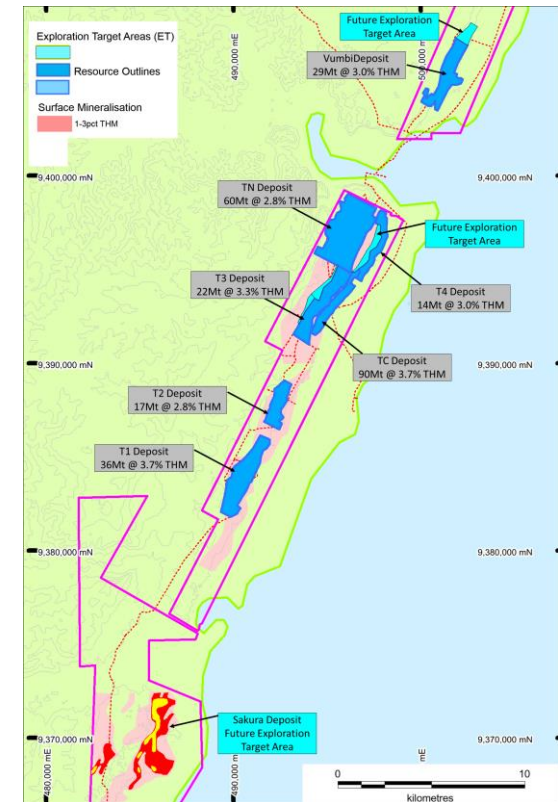 Exploration Target Areas (ET)
Resource Outlines
Surface Mineralisation
1-3pct THM
490,000 mE
Future Exploration
Target Area
VumbiDeposit
29Mt @ 3.0% THM
9,400,000 mN
9,400,000 mN
TN Deposit
60Mt @ 2.8% THM
Future Exploration
Target Area
T3 Deposit
22Mt @ 3.3% THM
T4 Deposit
14Mt @ 3.0% THM
9,390,000 mN
9,390,000 mN
TC Deposit
90Mt @ 3.7% THM
T2 Deposit
17Mt @ 2.8% THM
T1 Deposit
36Mt @ 3.7% THM
9,380,000 mN
9,380,000 mN
Sakura Deposit
Future Exploration
Target Area
9,370,000 mN
9,370,000 mN
480,000 mE
490,000 mE
mE
0
10
kilometres